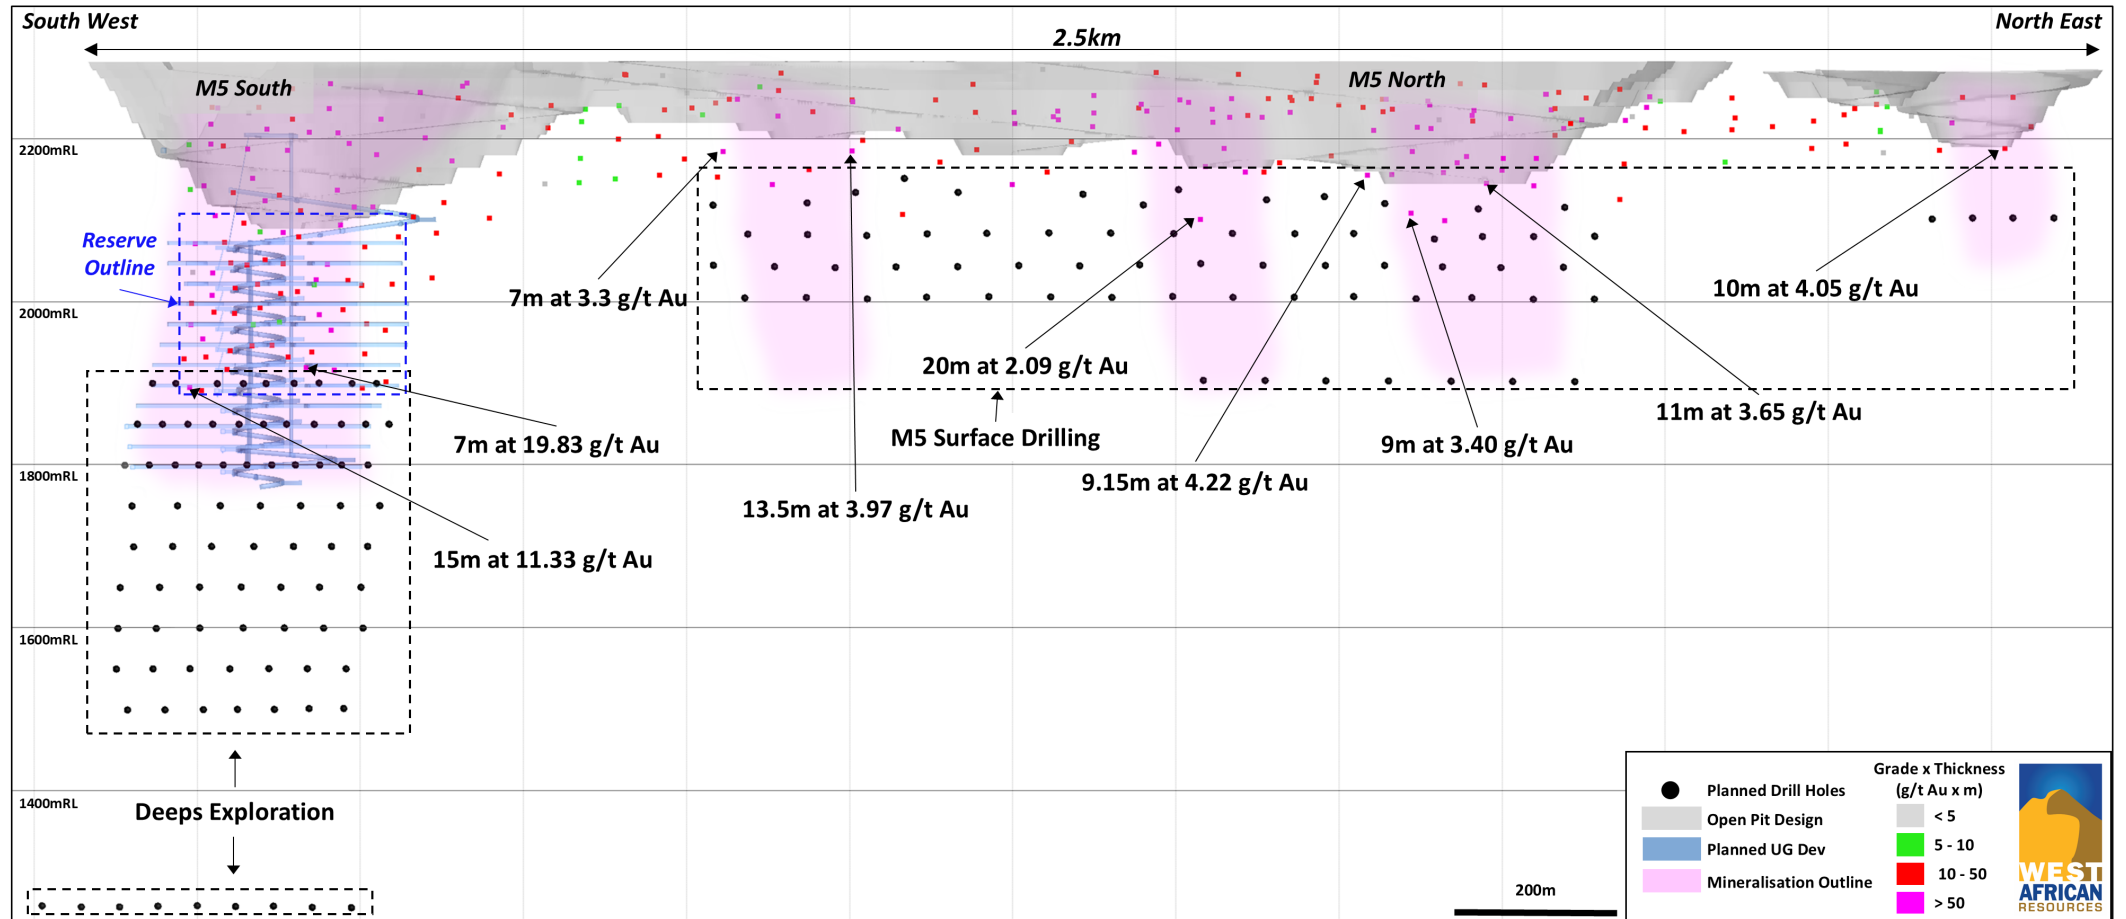 South West
North East
2.5km
M5 South
M5 North
2200mRL
Reserve
Outline
7m at 3.3 g/t Au
10m at 4.05 g/t Au
2000mRL
20m at 2.09 g/t Au
11m at 3.65 g/t Au
M5 Surface Drilling
7m at 19.83 g/t Au
9m at 3.40 g/t Au
1800mRL
9.15m at 4.22 g/t Au
13.5m at 3.97 g/t Au
15m at 11.33 g/t Au
1600mRL
1400mRL
Deeps Exploration
200m
Planned Drill Holes
Open Pit Design
Planned UG Dev
Mineralisation Outline
Grade x Thickness
(g/t Au x m)
< 5
5 - 10
10 - 50
> 50
WEST
AFRICAN
RESOURCES